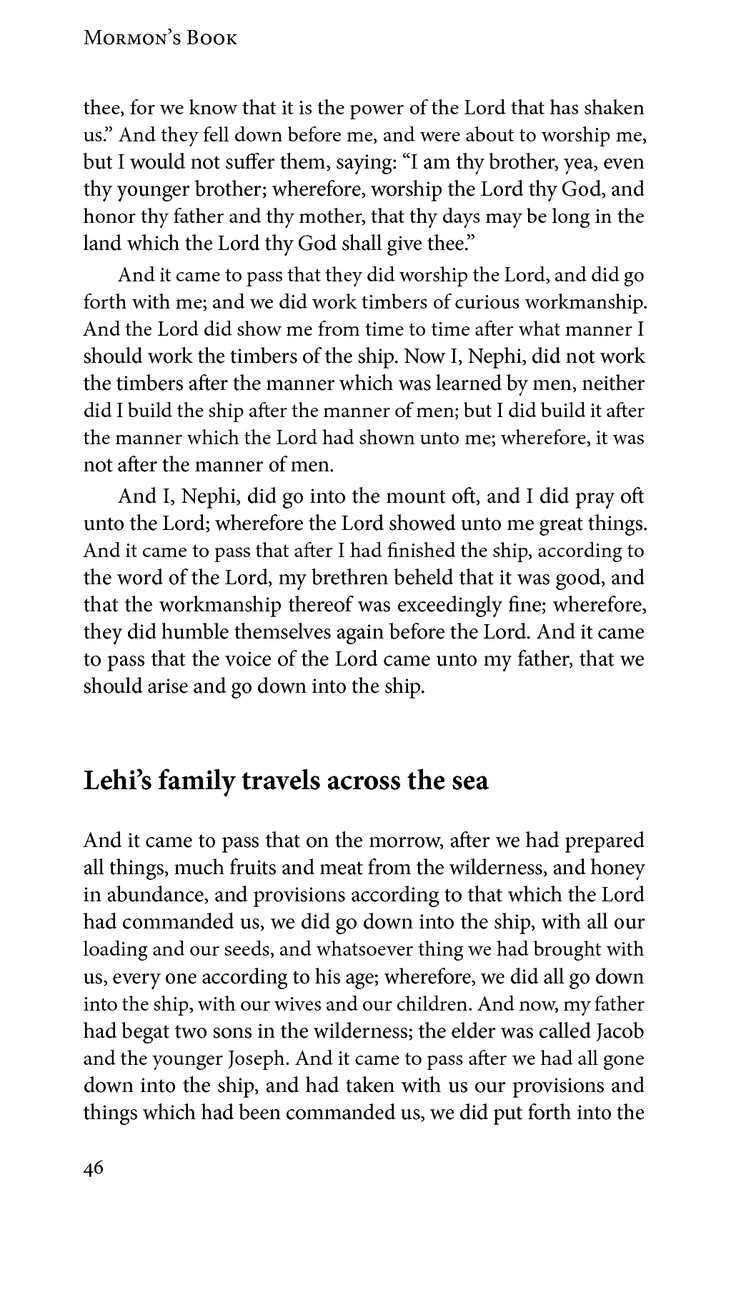 Mormon’s Book
thee, for we know that it is the power of the Lord that has shaken
us.” And they fell down before me, and were about to worship me,
but I would not suffer them, saying: “I am thy brother, yea, even
thy younger brother; wherefore, worship the Lord thy God, and
honor thy father and thy mother, that thy days may be long in the
land which the Lord thy God shall give thee.”
And it came to pass that they did worship the Lord, and did go
forth with me; and we did work timbers of curious workmanship.
And the Lord did show me from time to time after what manner I
should work the timbers of the ship. Now I, Nephi, did not work
the timbers after the manner which was learned by men, neither
did I build the ship after the manner of men; but I did build it after
the manner which the Lord had shown unto me; wherefore, it was
not after the manner of men.
And I, Nephi, did go into the mount oft, and I did pray oft
unto the Lord; wherefore the Lord showed unto me great things.
And it came to pass that after I had finished the ship, according to
the word of the Lord, my brethren beheld that it was good, and
that the workmanship thereof was exceedingly fine; wherefore,
they did humble themselves again before the Lord. And it came
to pass that the voice of the Lord came unto my father, that we
should arise and go down into the ship.
Lehi’s family travels across the sea
And it came to pass that on the morrow, after we had prepared
all things, much fruits and meat from the wilderness, and honey
in abundance, and provisions according to that which the Lord
had commanded us, we did go down into the ship, with all our
loading and our seeds, and whatsoever thing we had brought with
us, every one according to his age; wherefore, we did all go down
into the ship, with our wives and our children. And now, my father
had begat two sons in the wilderness; the elder was called Jacob
and the younger Joseph. And it came to pass after we had all gone
down into the ship, and had taken with us our provisions and
things which had been commanded us, we did put forth into the
46